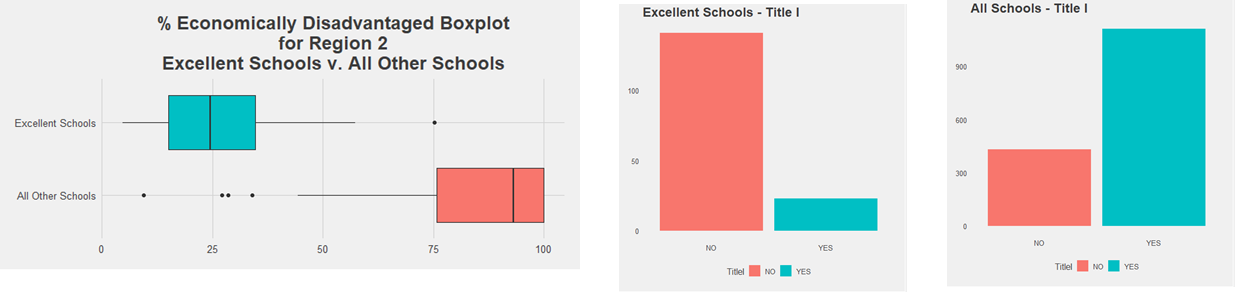 % Economically Disadvantaged Boxplot
for Region 2
Excellent Schools v. All Other Schools
Excellent Schools
All Other Schools
0 25 50 75 100
Excellent Schools - Title I
100
50
0
NO YES
TitleI NO YES
All Schools - Title I
900
600
300
0
NO YES
TitleI NO YES